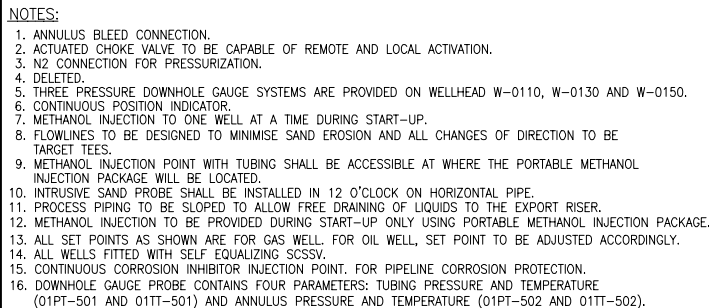 NOTES:
1. ANNULUS BLEED CONNECTION.
2. ACTUATED CHOKE VALVE TO BE CAPABLE OF REMOTE AND LOCAL ACTIVATION.
3. N2 CONNECTION FOR PRESSURIZATION.
4. DELETED.
5. THREE PRESSURE DOWNHOLE GAUGE SYSTEMS ARE PROVIDED ON WELLHEAD W-0110, W-0130 AND W-0150.
6. CONTINUOUS POSITION INDICATOR.
7. METHANOL INJECTION TO ONE WELL AT A TIME DURING START-UP.
8. FLOWLINES TO BE DESIGNED TO MINIMISE SAND EROSION AND ALL CHANGES OF DIRECTION TO BE
TARGET TEES.
9. METHANOL INJECTION POINT WITH TUBING SHALL BE ACCESSIBLE AT WHERE THE PORTABLE METHANOL
INJECTION PACKAGE WILL BE LOCATED.
10. INTRUSIVE SAND PROBE SHALL BE INSTALLED IN 12 O'CLOCK ON HORIZONTAL PIPE.
11. PROCESS PIPING TO BE SLOPED TO ALLOW FREE DRAINING OF LIQUIDS TO THE EXPORT RISER.
12. METHANOL INJECTION TO BE PROVIDED DURING START-UP ONLY USING PORTABLE METHANOL INJECTION PACKAGE.
13. ALL SET POINTS AS SHOWN ARE FOR GAS WELL. FOR OIL WELL, SET POINT TO BE ADJUSTED ACCORDINGLY.
14. ALL WELLS FITTED WITH SELF EQUALIZING SCSSV.
15. CONTINUOUS CORROSION INHIBITOR INJECTION POINT. FOR PIPELINE CORROSION PROTECTION.
16. DOWNHOLE GAUGE PROBE CONTAINS FOUR PARAMETERS: TUBING PRESSURE AND TEMPERATURE
(01PT-501 AND 01TT-501) AND ANNULUS PRESSURE AND TEMPERATURE (01PT-502 AND 01TT-502).